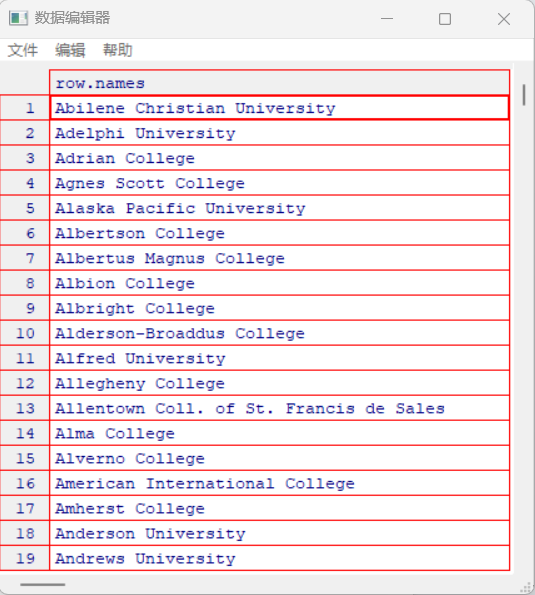 数据编辑器
文件 编辑 帮助
row.names
1 Abilene Christian University
2 Adelphi University
3 Adrian College
4 Agnes Scott College
5 Alaska Pacific University
6 Albertson College
7 Albertus Magnus College
8 Albion College
9 Albright College
10 Alderson-Broaddus College
11 Alfred University
12 Allegheny College
13 Allentown Coll. of St. Francis de Sales
14 Alma College
15 Alverno College
16 American International College
17 Amherst College
18 Anderson University
19 Andrews University